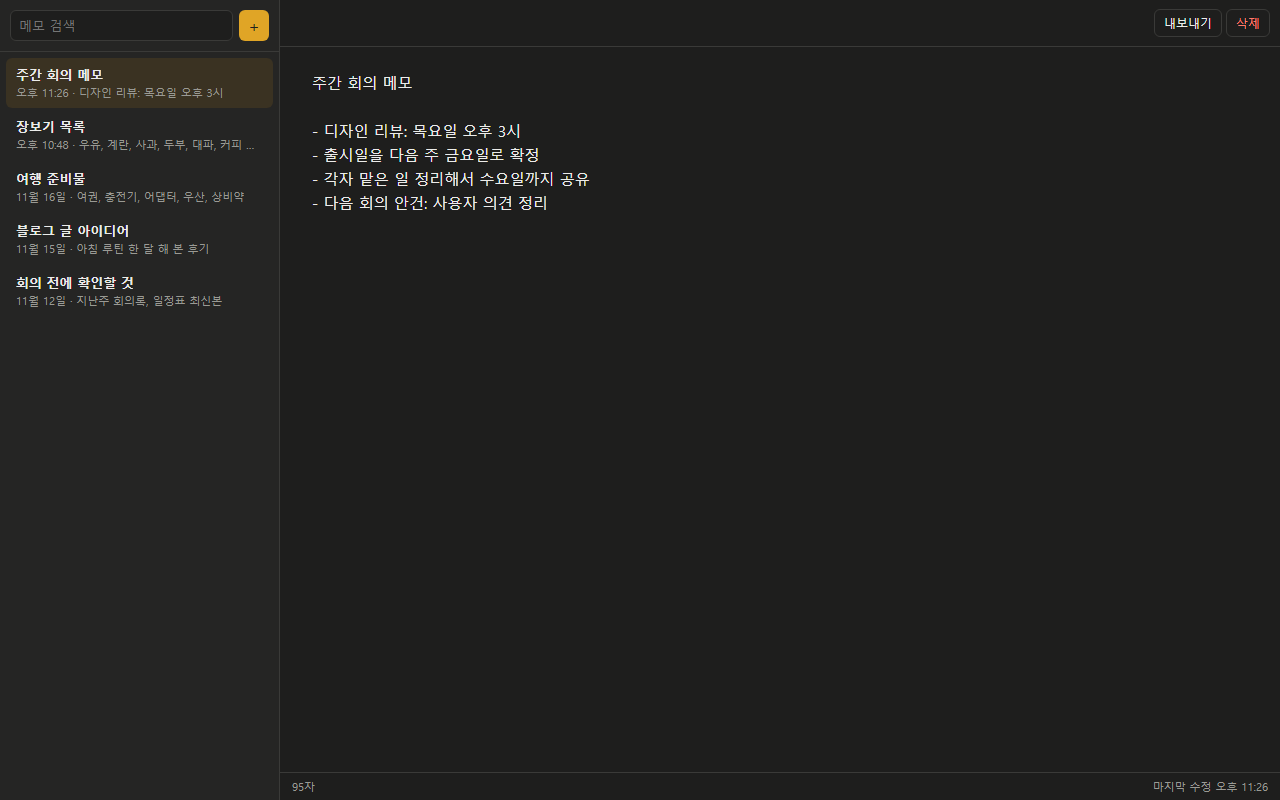 메모 검색
+
내보내기
삭제
주간 회의 메모
오후 11:26 · 디자인 리뷰: 목요일 오후 3시
장보기 목록
오후 10:48 · 우유, 계란, 사과, 두부, 대파, 커피 ...
여행 준비물
11월 16일 · 여권, 충전기, 어댑터, 우산, 상비약
블로그 글 아이디어
11월 15일 · 아침 루틴 한 달 해 본 후기
회의 전에 확인할 것
11월 12일 · 지난주 회의록, 일정표 최신본
주간 회의 메모
- 디자인 리뷰: 목요일 오후 3시
- 출시일을 다음 주 금요일로 확정
- 각자 맡은 일 정리해서 수요일까지 공유
- 다음 회의 안건: 사용자 의견 정리
95자
마지막 수정 오후 11:26